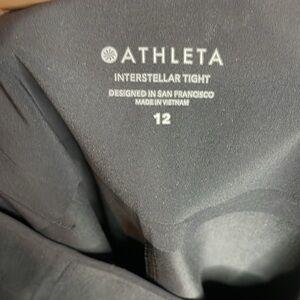 ATHLETA
INTERSTELLAR TIGHT
DESIGNED IN SAN FRANCISCO
MADE IN VIETNAM
12